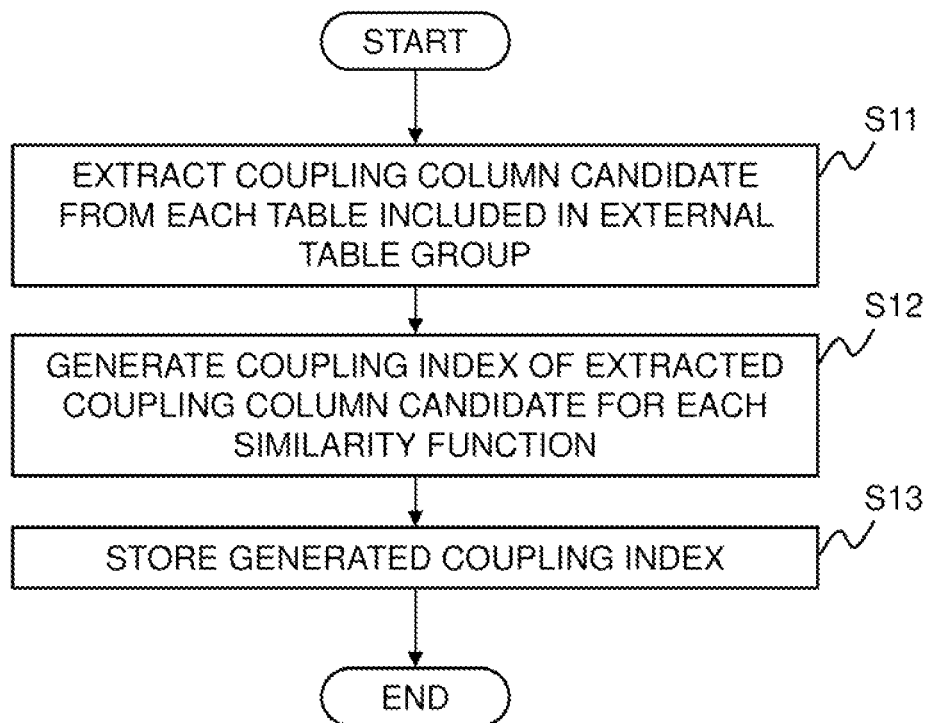 START
S11
EXTRACT COUPLING COLUMN CANDIDATE
FROM EACH TABLE INCLUDED IN EXTERNAL
TABLE GROUP
S12
GENERATE COUPLING INDEX OF EXTRACTED
COUPLING COLUMN CANDIDATE FOR EACH
SIMILARITY FUNCTION
S13
STORE GENERATED COUPLING INDEX
END